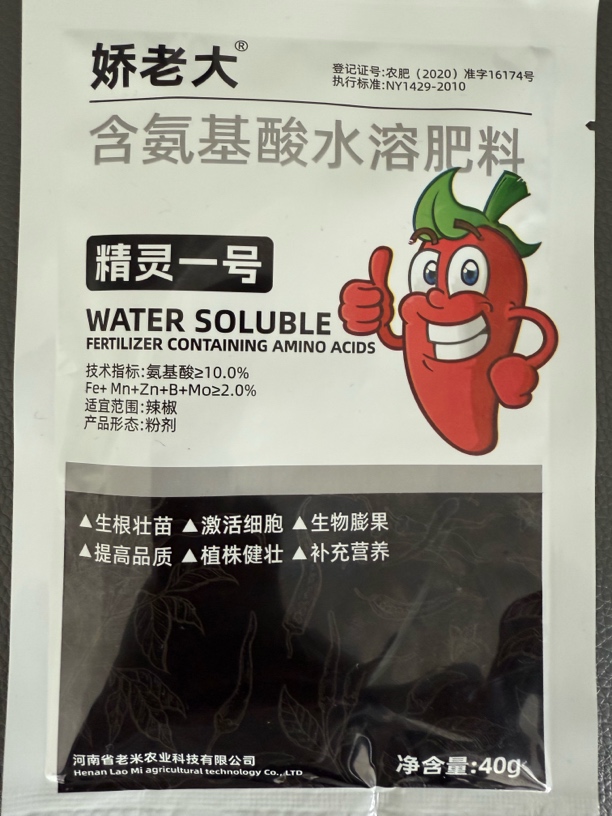 娇老大®
登记证号:农肥（2020）准字16174号
执行标准:NY1429-2010
含氨基酸水溶肥料
精灵一号
WATER SOLUBLE
FERTILIZER CONTAINING AMINO ACIDS
技术指标:氨基酸≥10.0%
Fe+ Mn+Zn+B+Mo≥2.0%
适宜范围:辣椒
产品形态:粉剂
▲生根壮苗 ▲激活细胞 ▲生物膨果
▲提高品质 ▲植株健壮 ▲补充营养
河南省老米农业科技有限公司
Henan Lao Mi agricultural technology Co.,LTD
净含量:40g